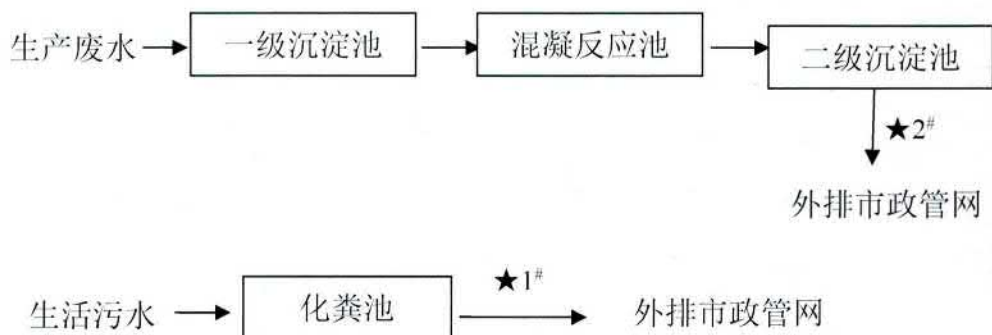 生产废水 一级沉淀池 混凝反应池 二级沉淀池
★2#
外排市政管网
★1#
生活污水 化粪池 外排市政管网